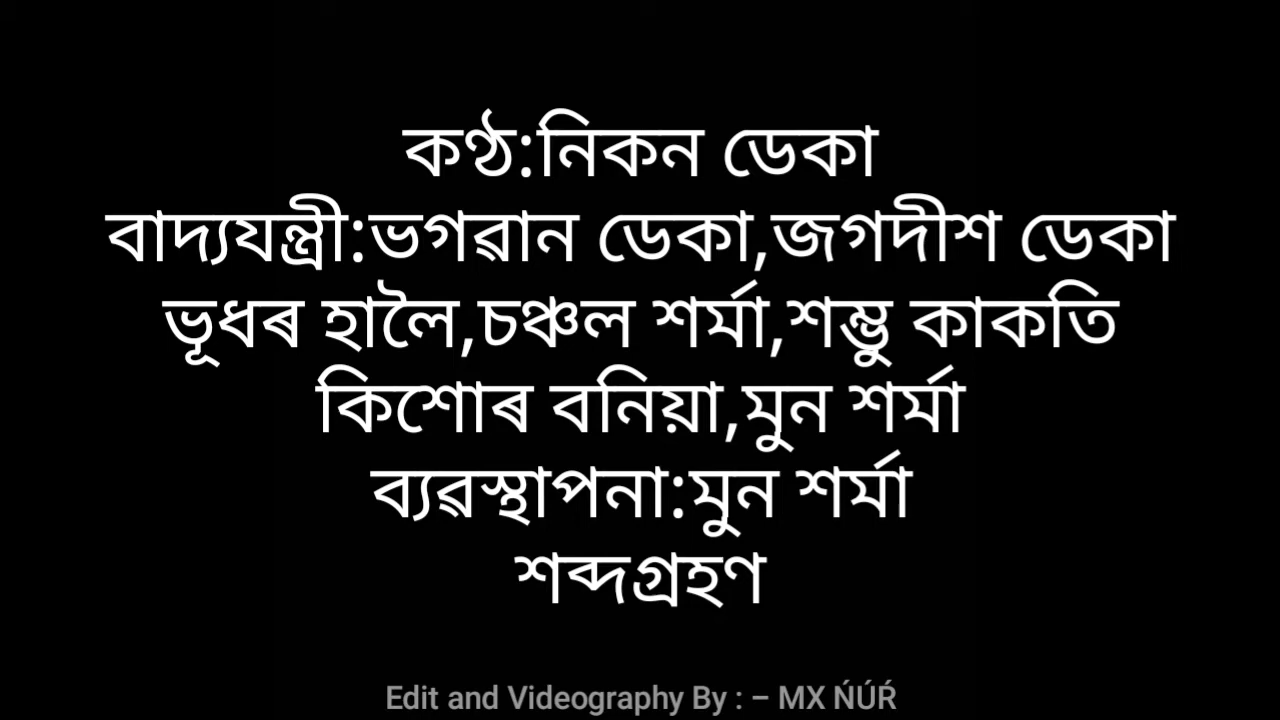 কণ্ঠ:নিকন ডেকা
বাদ্যযন্ত্ৰী:ভগৱান ডেকা,জগদীশ ডেকা
ভূধৰ হালৈ,চঞ্চল শৰ্মা,শম্ভু কাকতি
কিশোৰ বনিয়া,মুন শৰ্মা
ব্যৱস্থাপনা:মুন শৰ্মা
শব্দগ্ৰহণ
Edit and Videography By : – MX ŃÚŔ